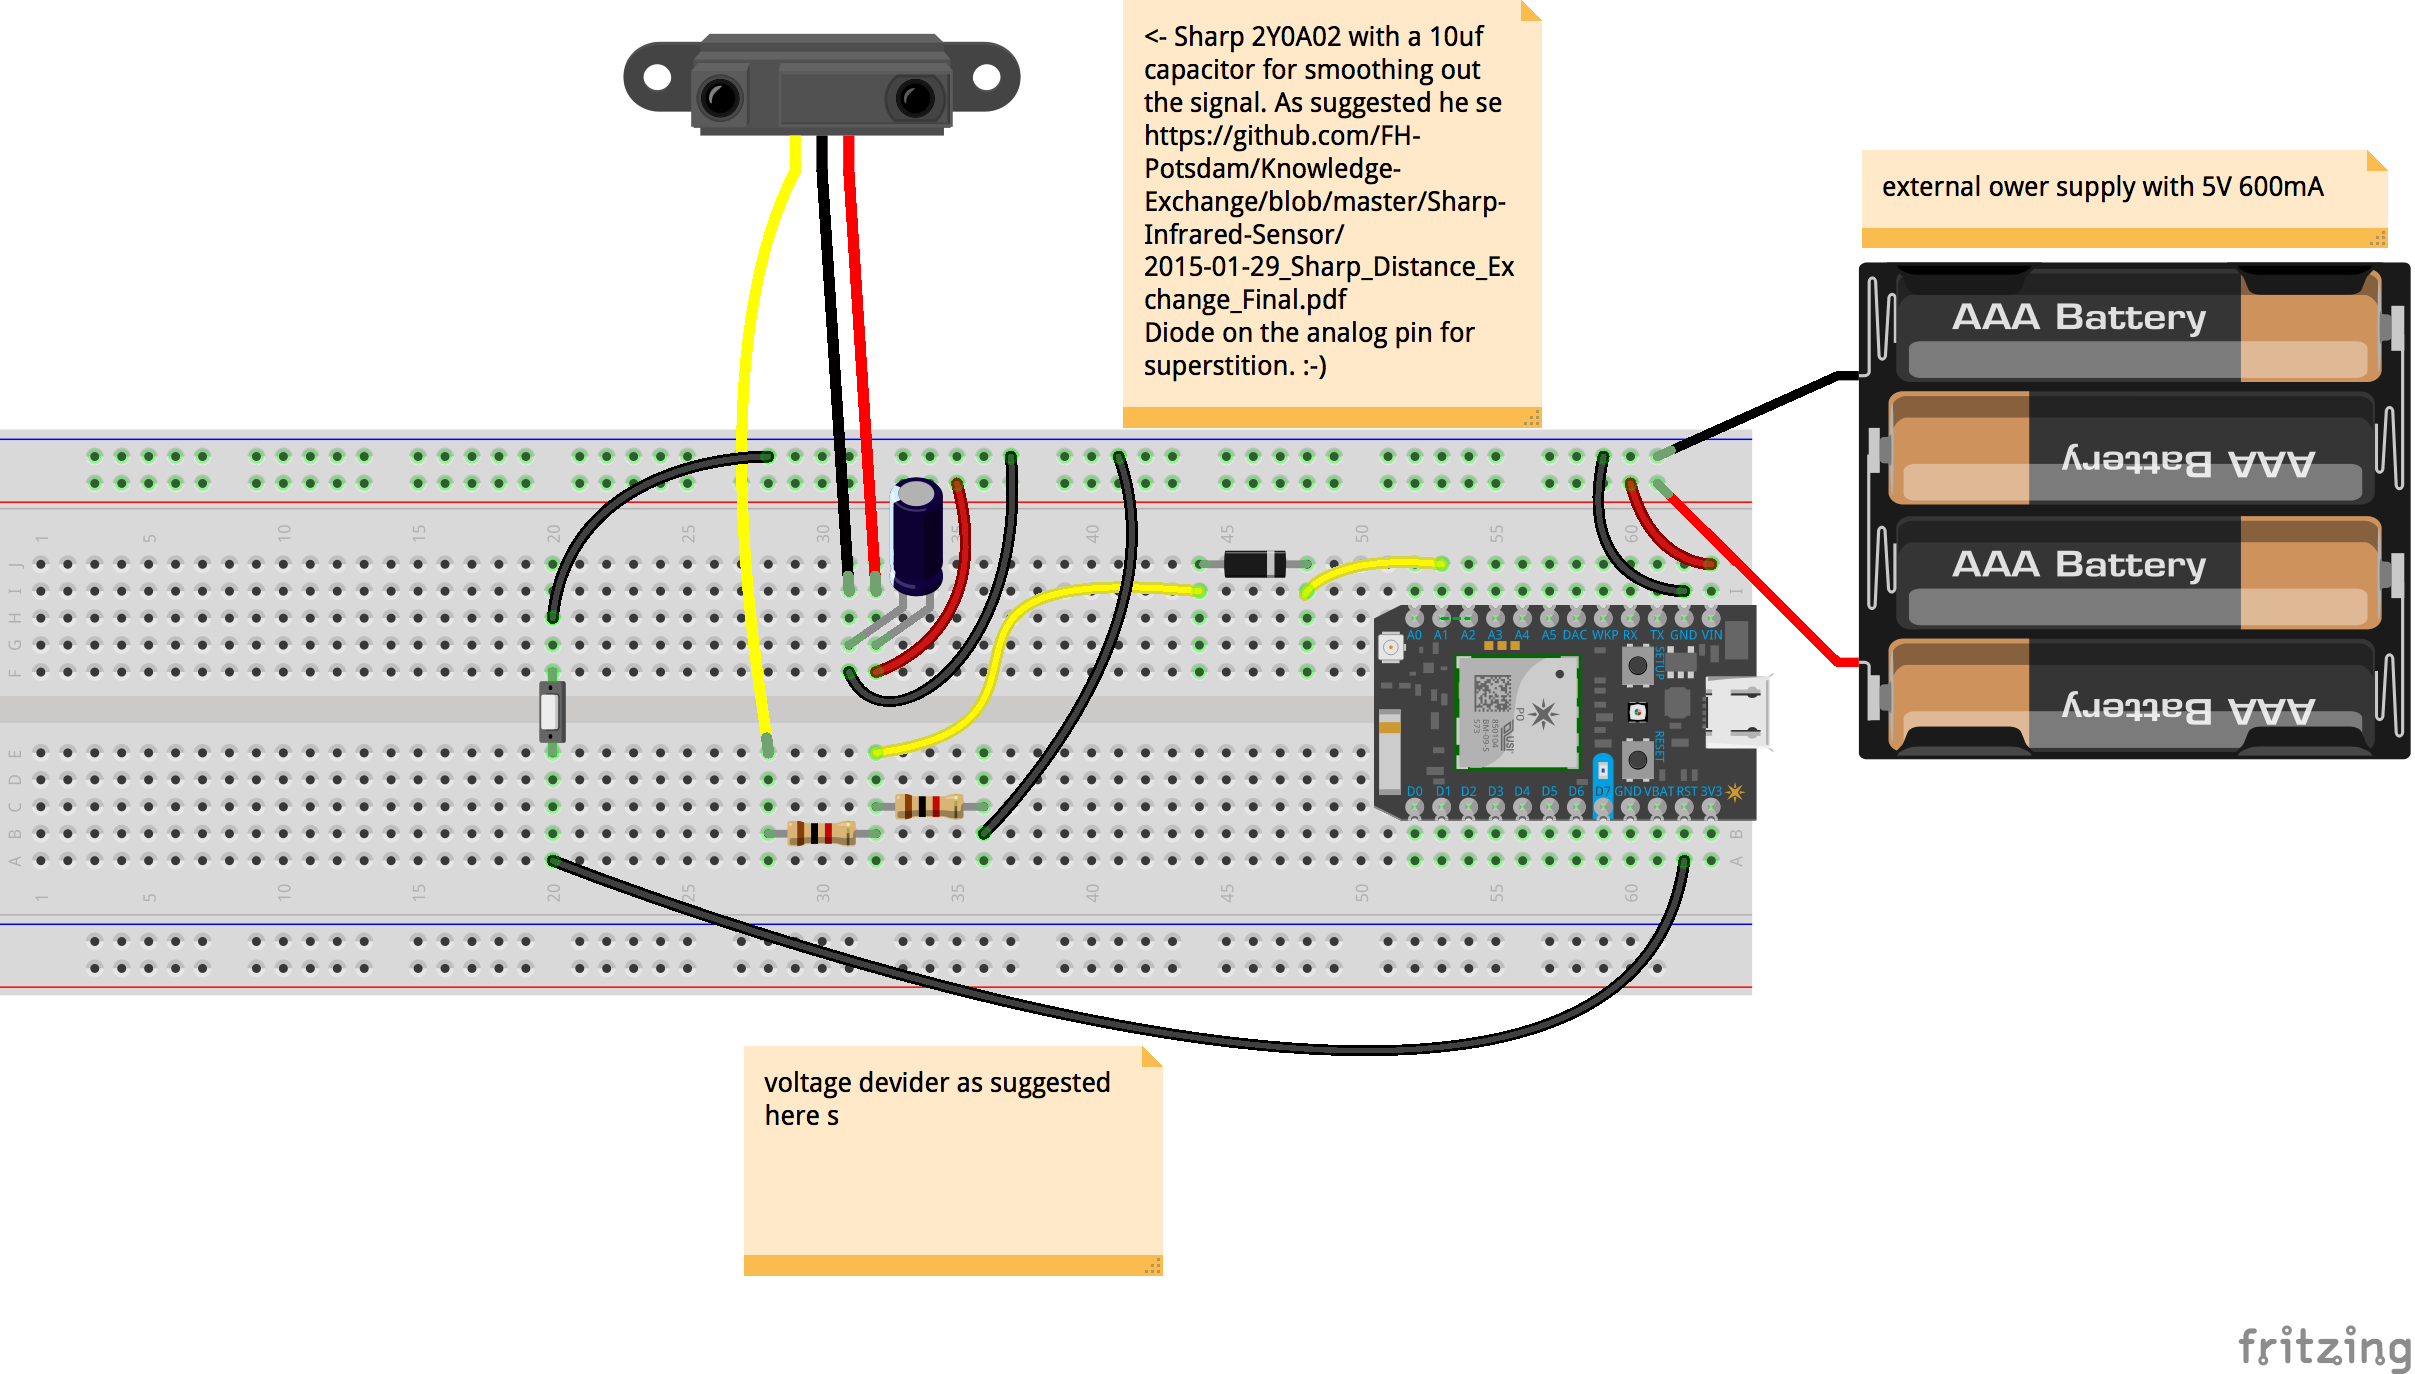 <- Sharp 2Y0A02 with a 10uf
capacitor for smoothing out
the signal. As suggested he se
https://github.com/FH-
Potsdam/Knowledge-
Exchange/blob/master/Sharp-
Infrared-Sensor/
2015-01-29_Sharp_Distance_Ex
change_Final.pdf
Diode on the analog pin for
superstition. :-)
external ower supply with 5V 600mA
AAA Battery
AAA Battery
AAA Battery
AAA Battery
1 5 10 15 20 25 30 35 40 45 50 55 60
J
I I
H
G
F
A0 A1 A2 A3 A4 A5 DAC WKP RX TX GND VIN
SETUP
P0
RESET
E
D
C
B B
A A
D0 D1 D2 D3 D4 D5 D6 D7 GND VBAT RST 3V3
1 5 10 15 20 25 30 35 40 45 50 55 60
voltage devider as suggested
here s
fritzing